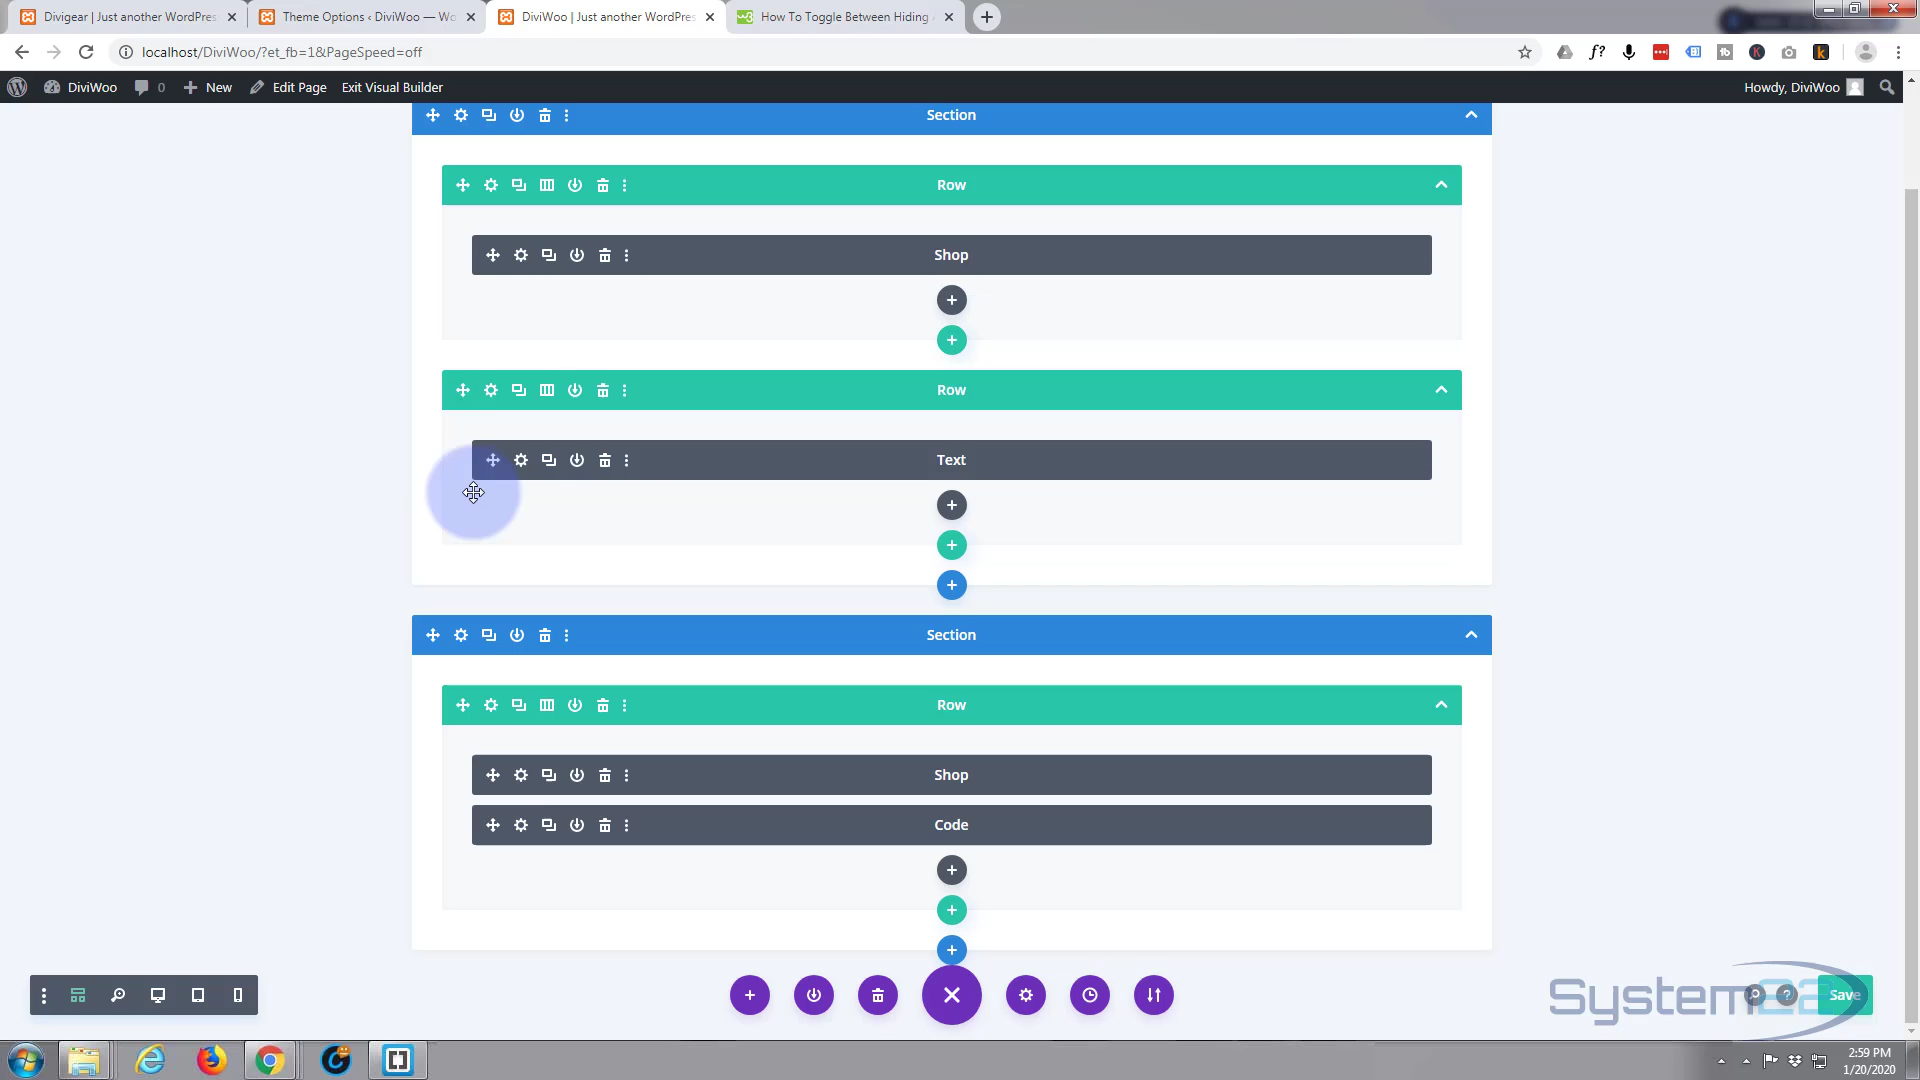 Divigear | Just another WordPres
Theme Options ‹ DiviWoo — Wo
DiviWoo | Just another WordPres
How To Toggle Between Hiding
localhost/DiviWoo/?et_fb=1&PageSpeed=off
DiviWoo
0
New
Edit Page
Exit Visual Builder
Howdy, DiviWoo
Section
Row
Shop
Row
Text
Section
Row
Shop
Code
System22
Save
2:59 PM
1/20/2020